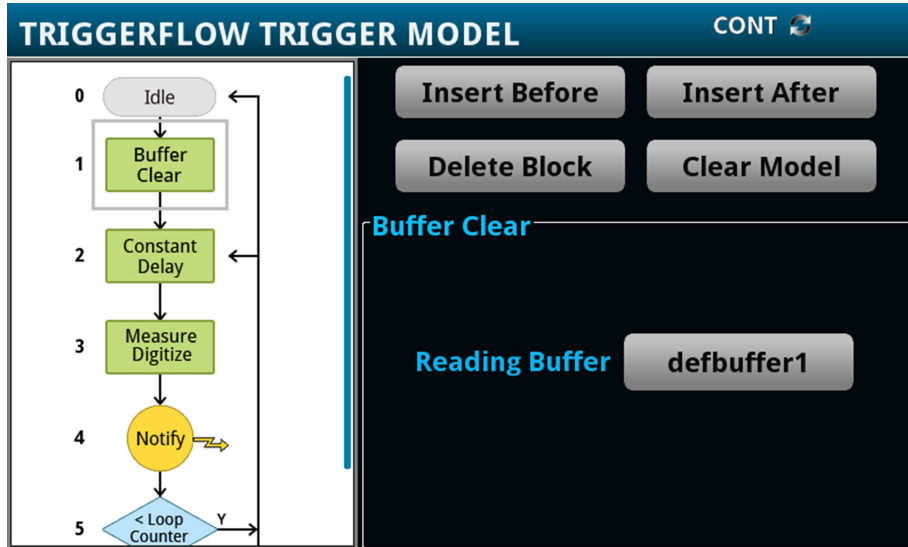 TRIGGERFLOW TRIGGER MODEL
CONT
0
Idle
1
Buffer
Clear
2
Constant
Delay
3
Measure
Digitize
4
Notify
5
< Loop
Counter
Y
Insert Before
Insert After
Delete Block
Clear Model
Buffer Clear
Reading Buffer
defbuffer1